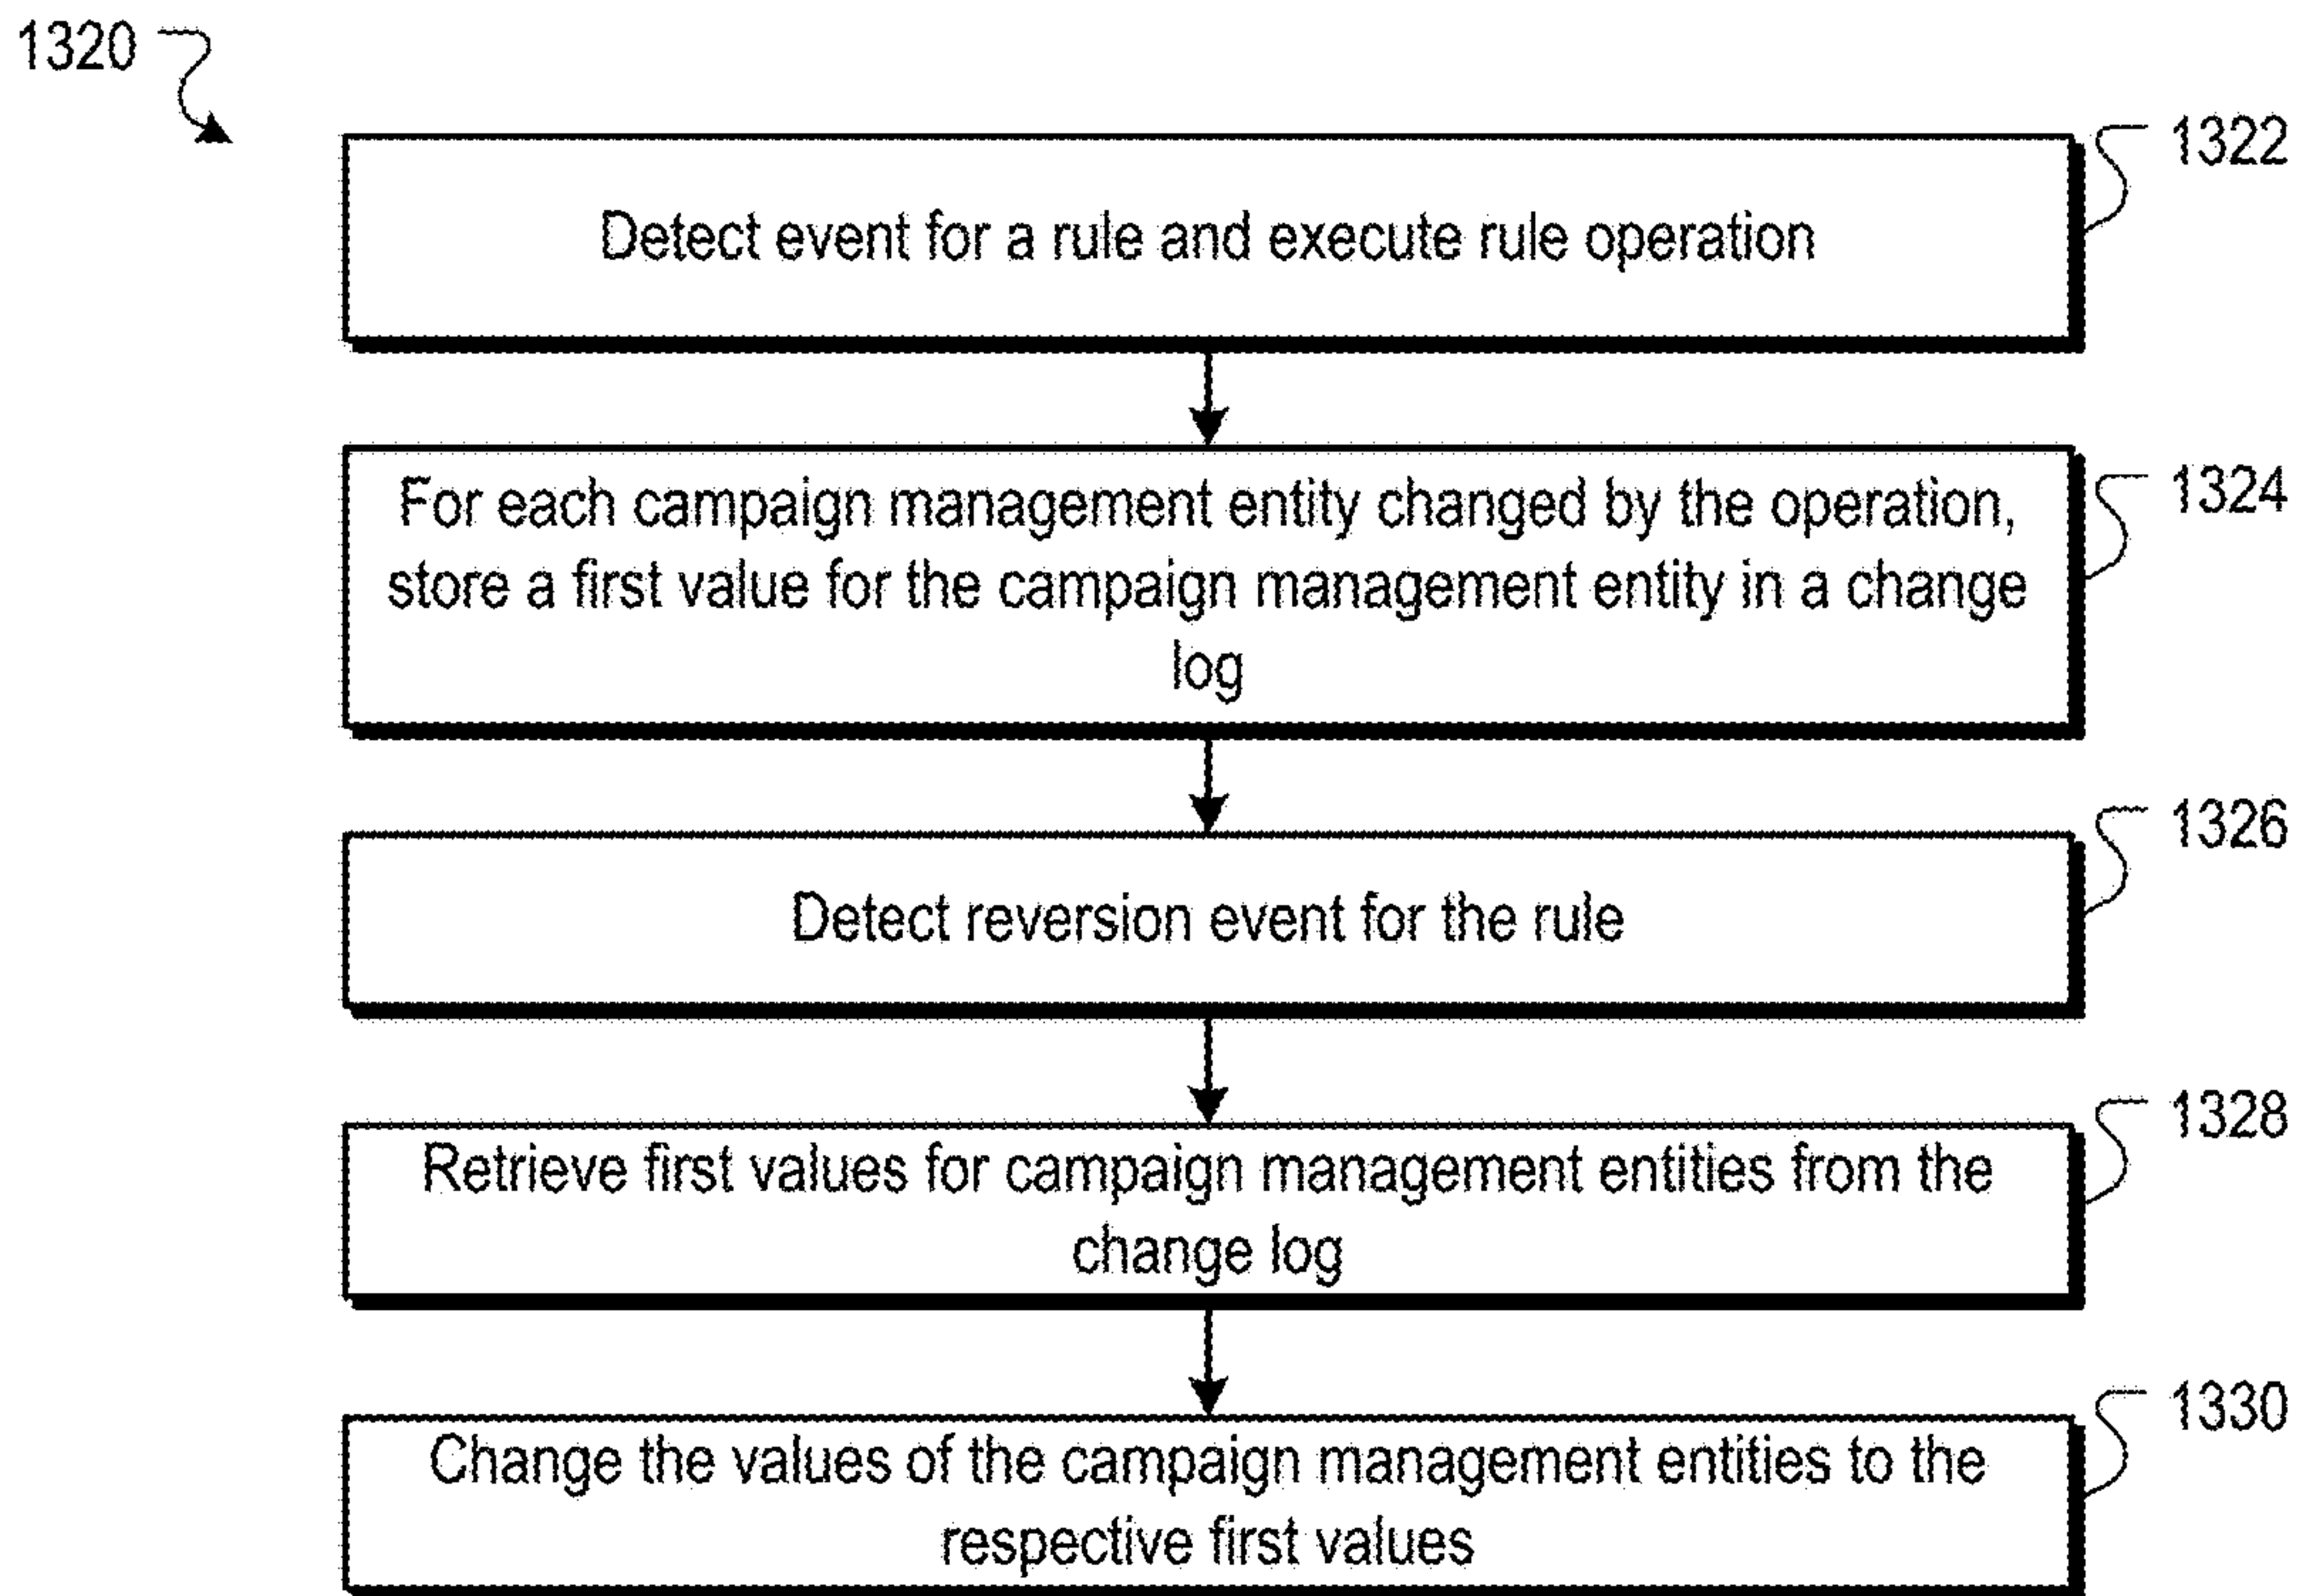 1320
1322
Detect event for a rule and execute rule operation
1324
For each campaign management entity changed by the operation,
store a first value for the campaign management entity in a change
log
1326
Detect reversion event for the rule
1328
Retrieve first values for campaign management entities from the
change log
1330
Change the values of the campaign management entities to the
respective first values